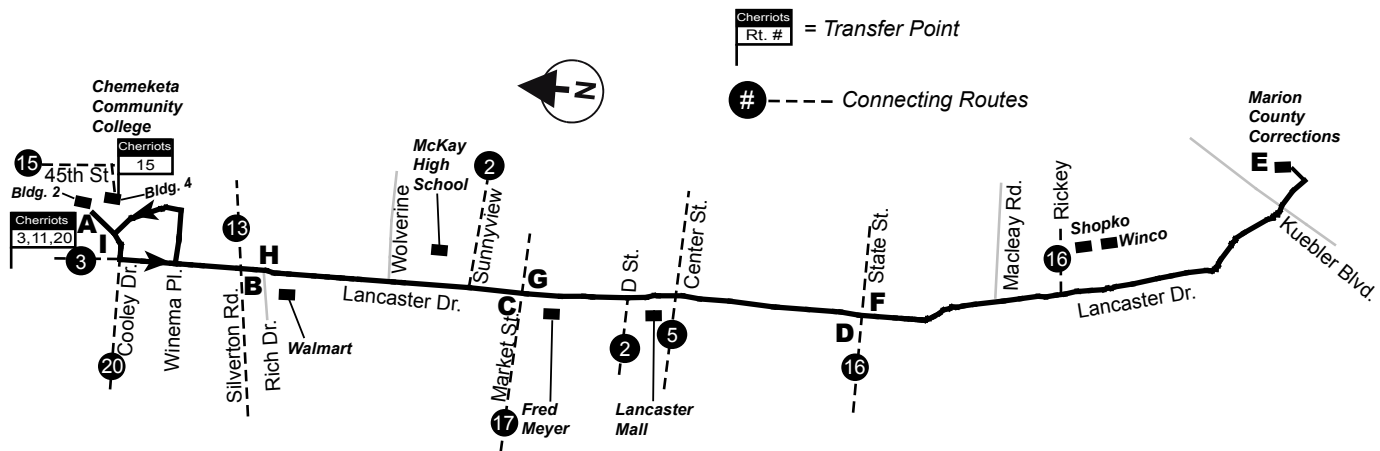 Cherriots
Rt. #
= Transfer Point
N
#
Connecting Routes
Chemeketa
Community
College
Cherriots
15
15
45th St
Bldg. 2
Bldg. 4
A
I
Cherriots
3,11,20
3
20
Cooley Dr.
Winema Pl.
13
Silverton Rd.
H
B
Rich Dr.
Walmart
Wolverine
Lancaster Dr.
McKay
High
School
2
Sunnyview
G
C
Market St.
17
Fred
Meyer
D St.
2
Lancaster
Mall
Center St.
5
State St.
F
D
16
Macleay Rd.
Rickey
16
Shopko
Winco
Lancaster Dr.
Marion
County
Corrections
E
Kuebler Blvd.